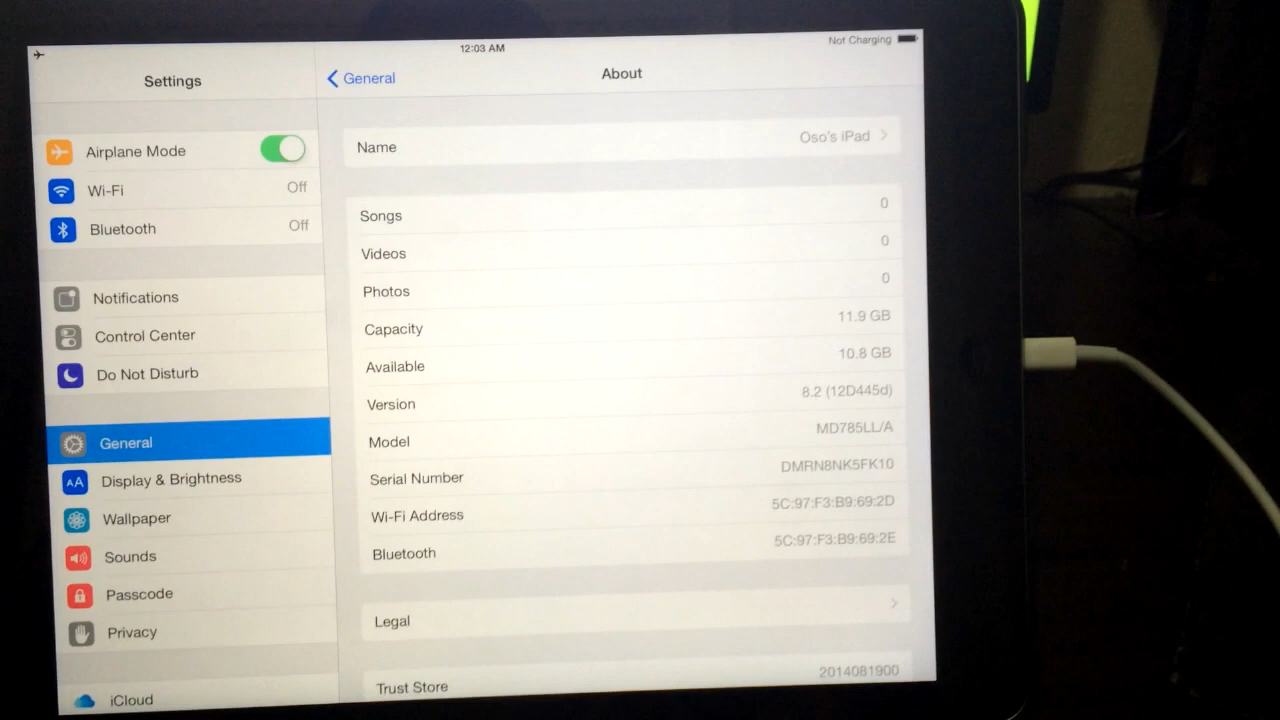 12:03 AM
Not Charging
Settings
General
About
Airplane Mode
Wi-Fi
Off
Bluetooth
Off
Notifications
Control Center
Do Not Disturb
General
AA
Display & Brightness
Wallpaper
Sounds
Passcode
Privacy
iCloud
Name
Oso's iPad
Songs
0
Videos
0
Photos
0
Capacity
11.9 GB
Available
10.8 GB
Version
8.2 (12D445d)
Model
MD785LL/A
Serial Number
DMRN8NK5FK10
Wi-Fi Address
5C:97:F3:B9:69:2D
Bluetooth
5C:97:F3:B9:69:2E
Legal
Trust Store
2014081900